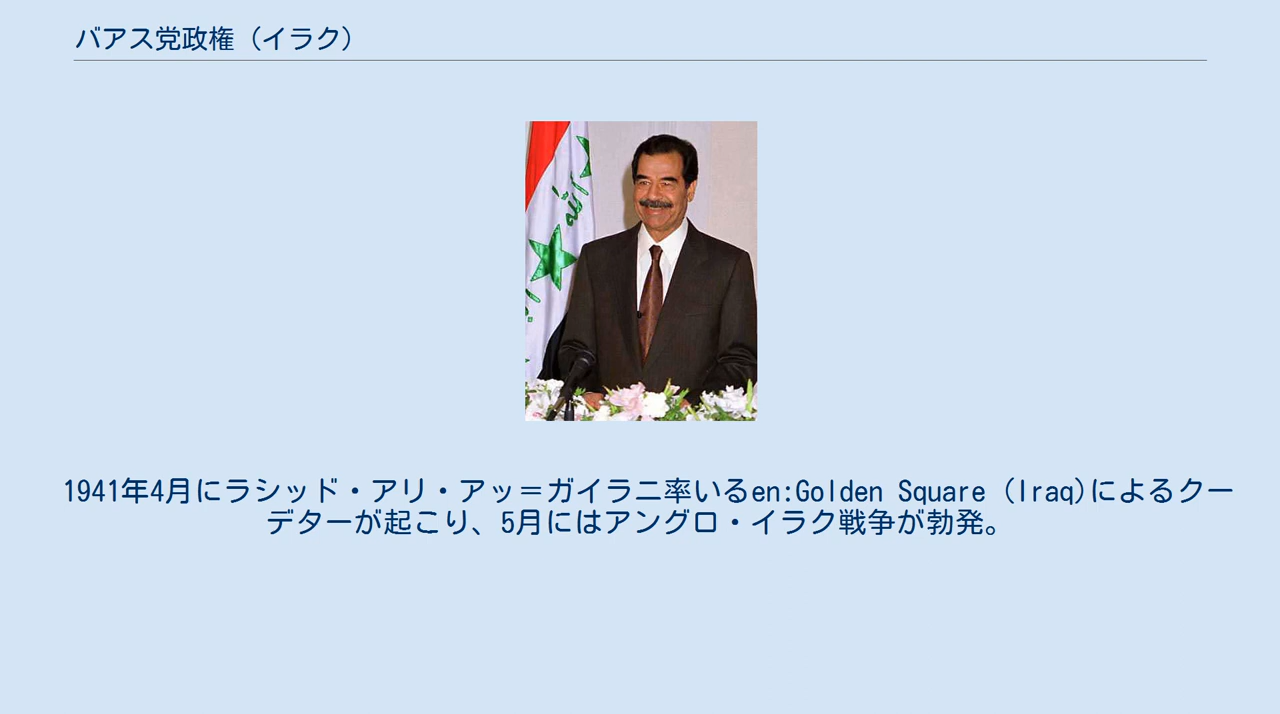 バアス党政権（イラク）
1941年4月にラシッド・アリ・アッ＝ガイラニ率いるen:Golden Square (Iraq)によるクー
デターが起こり、5月にはアングロ・イラク戦争が勃発。
الله